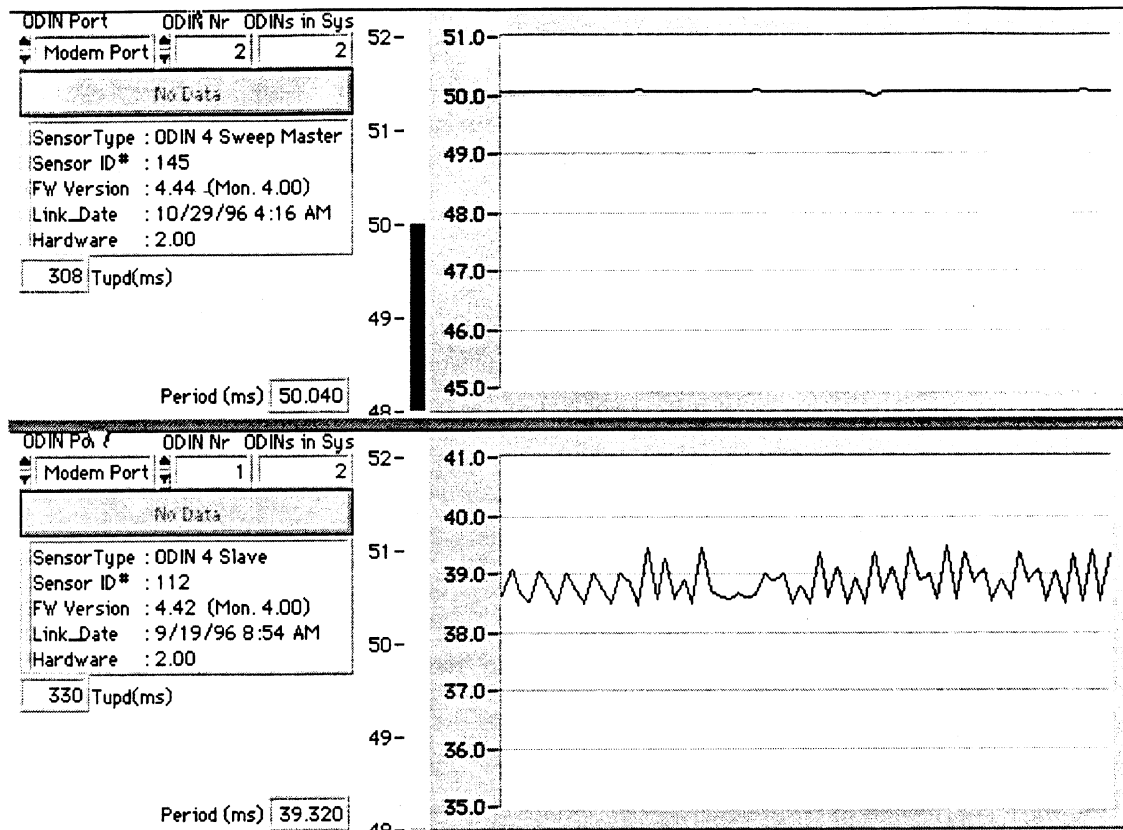 ODIN Port ODIN Nr ODINs in Sys
Modem Port 2 2
No Data
SensorType : ODIN 4 Sweep Master
Sensor ID# : 145
FW Version : 4.44 (Mon. 4.00)
Link_Date : 10/29/96 4:16 AM
Hardware : 2.00
308 Tupd(ms)
Period (ms) 50.040
52
51
50
49
48
51.0
50.0
49.0
48.0
47.0
46.0
45.0
ODIN ODIN Nr ODINs in Sys
Modem Port 1 2
No Data
SensorType : ODIN 4 Slave
Sensor ID# : 112
FW Version : 4.42 (Mon. 4.00)
Link_Date : 9/19/96 8:54 AM
Hardware : 2.00
330 Tupd(ms)
Period (ms) 39.320
52
51
50
49
48
41.0
40.0
39.0
38.0
37.0
36.0
35.0